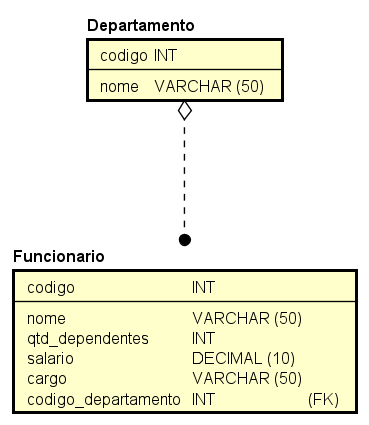 Departamento
codigo INT
nome VARCHAR (50)
Funcionario
codigo INT
nome VARCHAR (50)
qtd_dependentes INT
salario DECIMAL (10)
cargo VARCHAR (50)
codigo_departamento INT (FK)